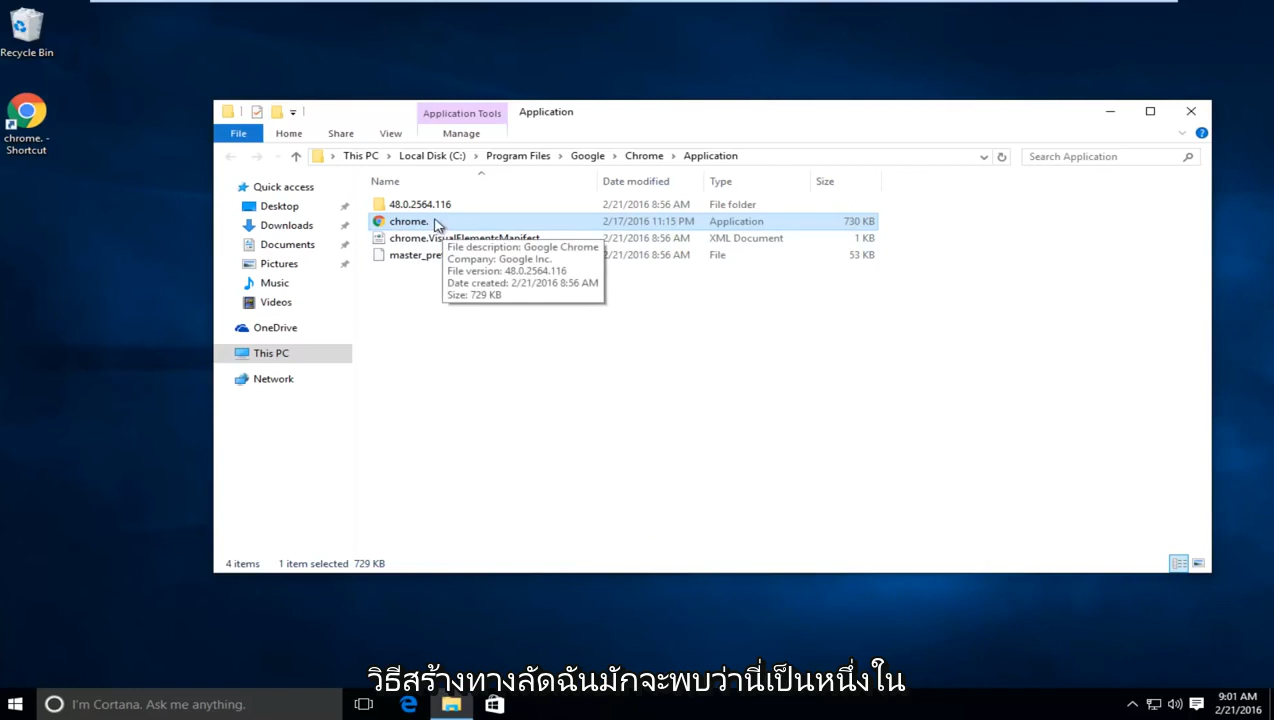 Recycle Bin
chrome. -
Shortcut
Application Tools
Application
File
Home
Share
View
Manage
This PC
Local Disk (C:)
Program Files
Google
Chrome
Application
Search Application
Name
Date modified
Type
Size
Quick access
Desktop
Downloads
Documents
Pictures
Music
Videos
OneDrive
This PC
Network
48.0.2564.116 2/21/2016 8:56 AM File folder
chrome. 2/17/2016 11:15 PM Application 730 KB
chrome.VisualElementsManifest 2/21/2016 8:56 AM XML Document 1 KB
master_pre 2/21/2016 8:56 AM File 53 KB
File description: Google Chrome
Company: Google Inc.
File version: 48.0.2564.116
Date created: 2/21/2016 8:56 AM
Size: 729 KB
4 items 1 item selected 729 KB
วิธีสร้างทางลัดฉันมักจะพบว่านี่เป็นหนึ่งใน
I'm Cortana. Ask me anything.
9:01 AM
2/21/2016